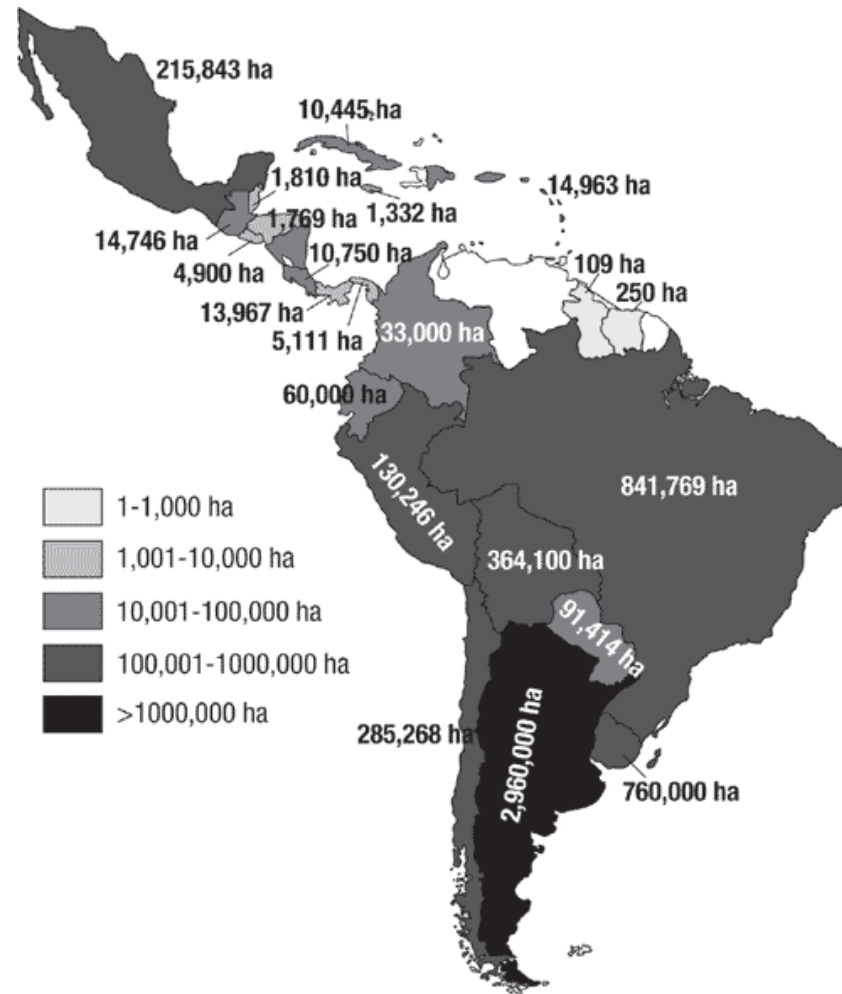 215,843 ha
10,445 ha
1,810 ha
14,963 ha
1,332 ha
1,769 ha
14,746 ha
10,750 ha
4,900 ha
109 ha
250 ha
13,967 ha
5,111 ha
33,000 ha
60,000 ha
130,246 ha
841,769 ha
364,100 ha
91,414 ha
285,268 ha
2,960,000 ha
760,000 ha
1-1,000 ha
1,001-10,000 ha
10,001-100,000 ha
100,001-1000,000 ha
>1000,000 ha